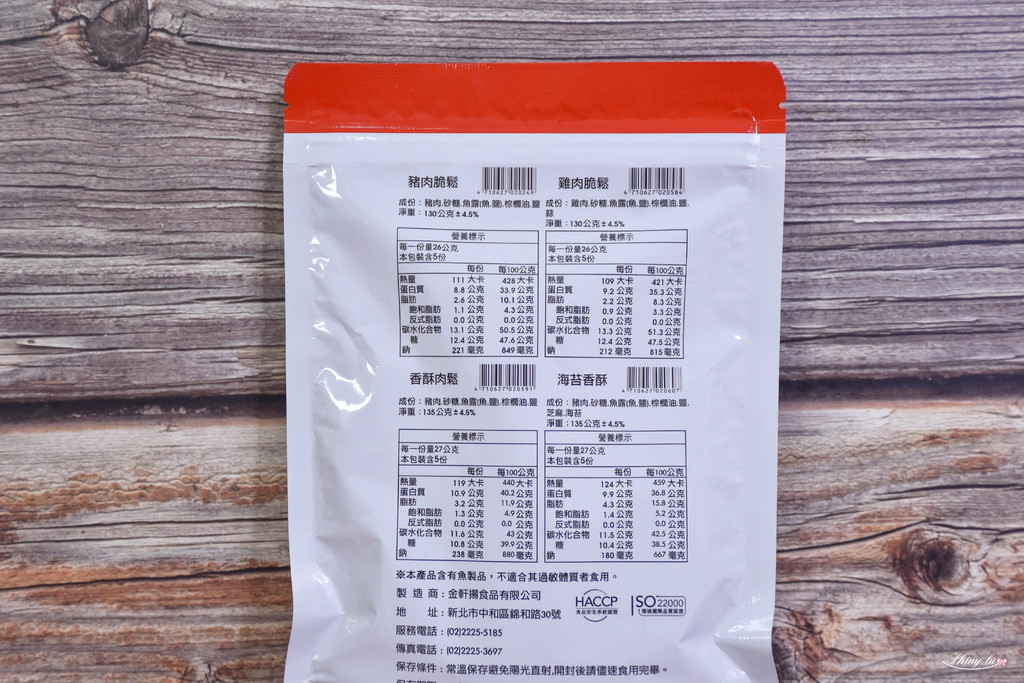 豬肉脆鬆
4 710627 020249
成份：豬肉.砂糖.魚露(魚.鹽).棕櫚油.鹽
淨重：130公克±4.5%
營養標示
每一份量26公克
本包裝含5份
每份 每100公克
熱量 111 大卡 428 大卡
蛋白質 8.8 公克 33.9 公克
脂肪 2.6 公克 10.1 公克
飽和脂肪 1.1 公克 4.3 公克
反式脂肪 0.0 公克 0.0 公克
碳水化合物 13.1 公克 50.5 公克
糖 12.4 公克 47.6 公克
鈉 221 毫克 849 毫克
雞肉脆鬆
4 710627 020584
成份：雞肉.砂糖.魚露(魚.鹽).棕櫚油.鹽.
蒜
淨重：130公克±4.5%
營養標示
每一份量26公克
本包裝含5份
每份 每100公克
熱量 109 大卡 421 大卡
蛋白質 9.2 公克 35.3 公克
脂肪 2.2 公克 8.3 公克
飽和脂肪 0.9 公克 3.3 公克
反式脂肪 0.0 公克 0.0 公克
碳水化合物 13.3 公克 51.3 公克
糖 12.4 公克 47.5 公克
鈉 212 毫克 815 毫克
香酥肉鬆
4 710627 020591
成份：豬肉.砂糖.魚露(魚.鹽).棕櫚油.鹽
淨重：135公克±4.5%
營養標示
每一份量27公克
本包裝含5份
每份 每100公克
熱量 119 大卡 440 大卡
蛋白質 10.9 公克 40.2 公克
脂肪 3.2 公克 11.9 公克
飽和脂肪 1.3 公克 4.9 公克
反式脂肪 0.0 公克 0.0 公克
碳水化合物 11.6 公克 43 公克
糖 10.8 公克 39.9 公克
鈉 238 毫克 880 毫克
海苔香酥
4 710627 020607
成份：豬肉.砂糖.魚露(魚.鹽).棕櫚油.鹽.
芝麻.海苔
淨重：135公克±4.5%
營養標示
每一份量27公克
本包裝含5份
每份 每100公克
熱量 124 大卡 459 大卡
蛋白質 9.9 公克 36.8 公克
脂肪 4.3 公克 15.8 公克
飽和脂肪 1.4 公克 5.2 公克
反式脂肪 0.0 公克 0.0 公克
碳水化合物 11.5 公克 42.5 公克
糖 10.4 公克 38.5 公克
鈉 180 毫克 667 毫克
※本產品含有魚製品，不適合其過敏體質者食用。
製造商：金軒揚食品有限公司
HACCP
食品安全系統驗證
ISO 22000
地 址：新北市中和區錦和路30號
服務電話：(02)2225-5185
傳真電話：(02)2225-3697
保存條件：常溫保存避免陽光直射,開封後請儘速食用完畢。